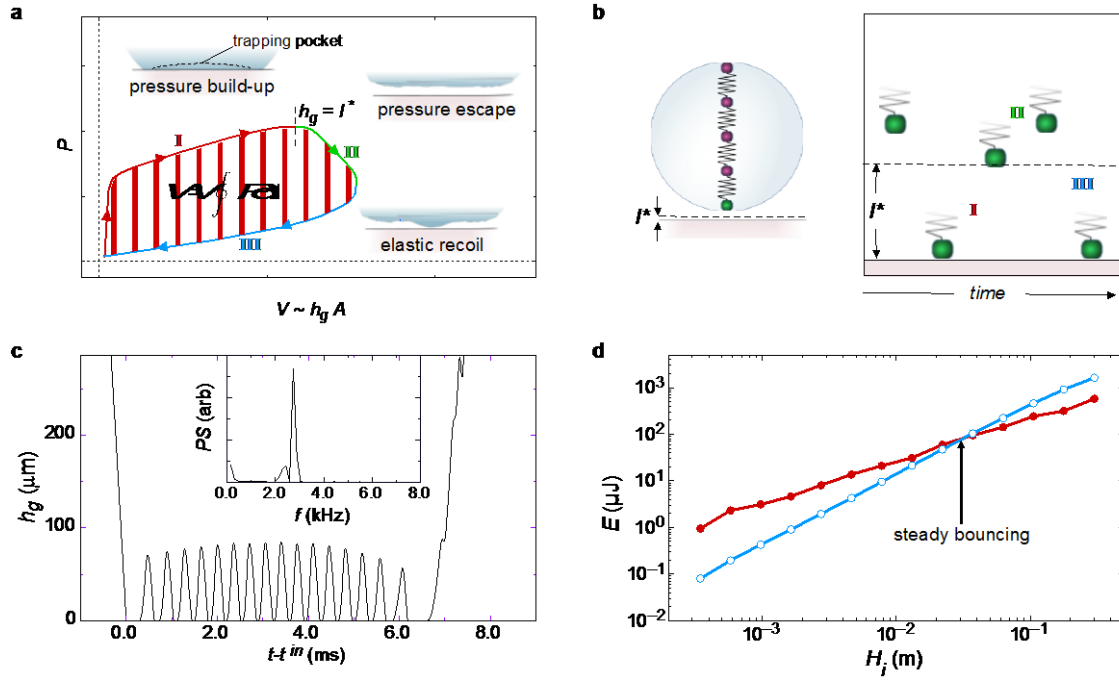 a
trapping pocket
pressure build-up
pressure escape
h_g = l*
I
II
III
elastic recoil
P
V ~ h_g A
b
l*
I
II
III
l*
time
c
PS (arb)
0.0 2.0 4.0 6.0 8.0
f (kHz)
200
100
0
h_g (μm)
0.0 2.0 4.0 6.0 8.0
t-t^in (ms)
d
10^3
10^2
10^1
10^0
10^–1
10^–2
E (μJ)
steady bouncing
10^–3 10^–2 10^–1
H_i (m)